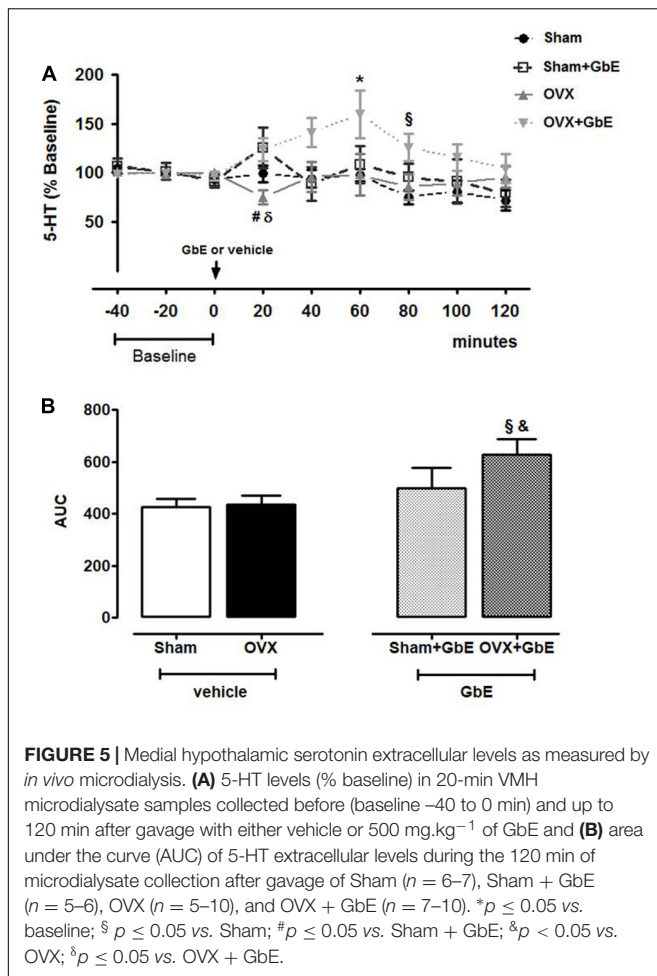 Sham
Sham+GbE
OVX
OVX+GbE
A
200
150
100
50
5-HT (% Baseline)
*
§
# δ
GbE or vehicle
-40 -20 0 20 40 60 80 100 120
minutes
Baseline
B
800
600
400
200
0
AUC
§ &
Sham OVX Sham+GbE OVX+GbE
vehicle GbE
FIGURE 5 | Medial hypothalamic serotonin extracellular levels as measured by
in vivo microdialysis. (A) 5-HT levels (% baseline) in 20-min VMH
microdialysate samples collected before (baseline –40 to 0 min) and up to
120 min after gavage with either vehicle or 500 mg.kg⁻¹ of GbE and (B) area
under the curve (AUC) of 5-HT extracellular levels during the 120 min of
microdialysate collection after gavage of Sham (n = 6–7), Sham + GbE
(n = 5–6), OVX (n = 5–10), and OVX + GbE (n = 7–10). *p ≤ 0.05 vs.
baseline; § p ≤ 0.05 vs. Sham; #p ≤ 0.05 vs. Sham + GbE; &p < 0.05 vs.
OVX; δp ≤ 0.05 vs. OVX + GbE.